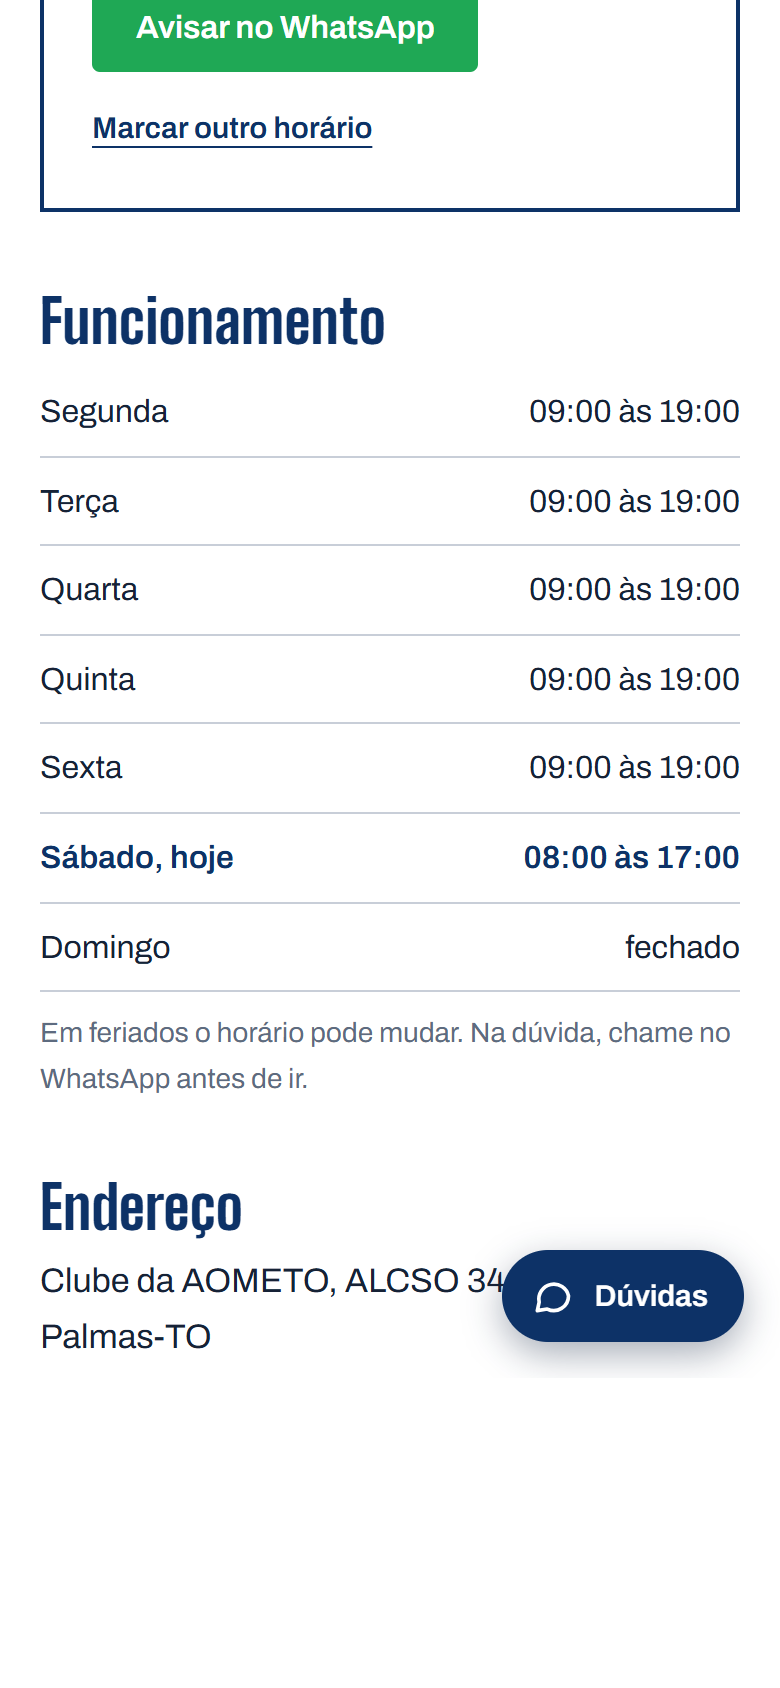 Avisar no WhatsApp
Marcar outro horário
Funcionamento
Segunda 09:00 às 19:00
Terça 09:00 às 19:00
Quarta 09:00 às 19:00
Quinta 09:00 às 19:00
Sexta 09:00 às 19:00
Sábado, hoje 08:00 às 17:00
Domingo fechado
Em feriados o horário pode mudar. Na dúvida, chame no
WhatsApp antes de ir.
Endereço
Clube da AOMETO, ALCSO 34
Palmas-TO
Dúvidas